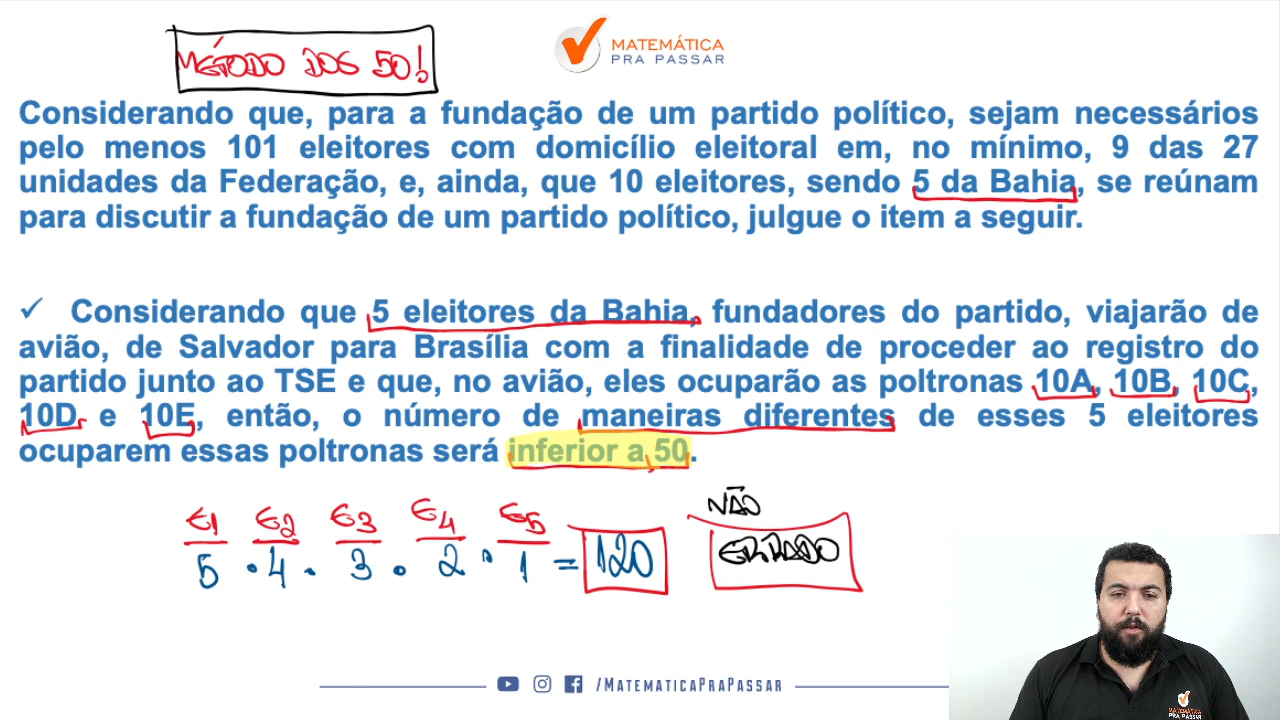 MÉTODO DOS 50!
MATEMÁTICA
PRA PASSAR
Considerando que, para a fundação de um partido político, sejam necessários
pelo menos 101 eleitores com domicílio eleitoral em, no mínimo, 9 das 27
unidades da Federação, e, ainda, que 10 eleitores, sendo 5 da Bahia, se reúnam
para discutir a fundação de um partido político, julgue o item a seguir.
✓ Considerando que 5 eleitores da Bahia, fundadores do partido, viajarão de
avião, de Salvador para Brasília com a finalidade de proceder ao registro do
partido junto ao TSE e que, no avião, eles ocuparão as poltronas 10A, 10B, 10C,
10D e 10E, então, o número de maneiras diferentes de esses 5 eleitores
ocuparem essas poltronas será inferior a 50.
E1 E2 E3 E4 E5
5 · 4 · 3 · 2 · 1 = 120
NÃO
ERRADO
/MATEMATICAPRAPASSAR
MATEMÁTICA
PRA PASSAR